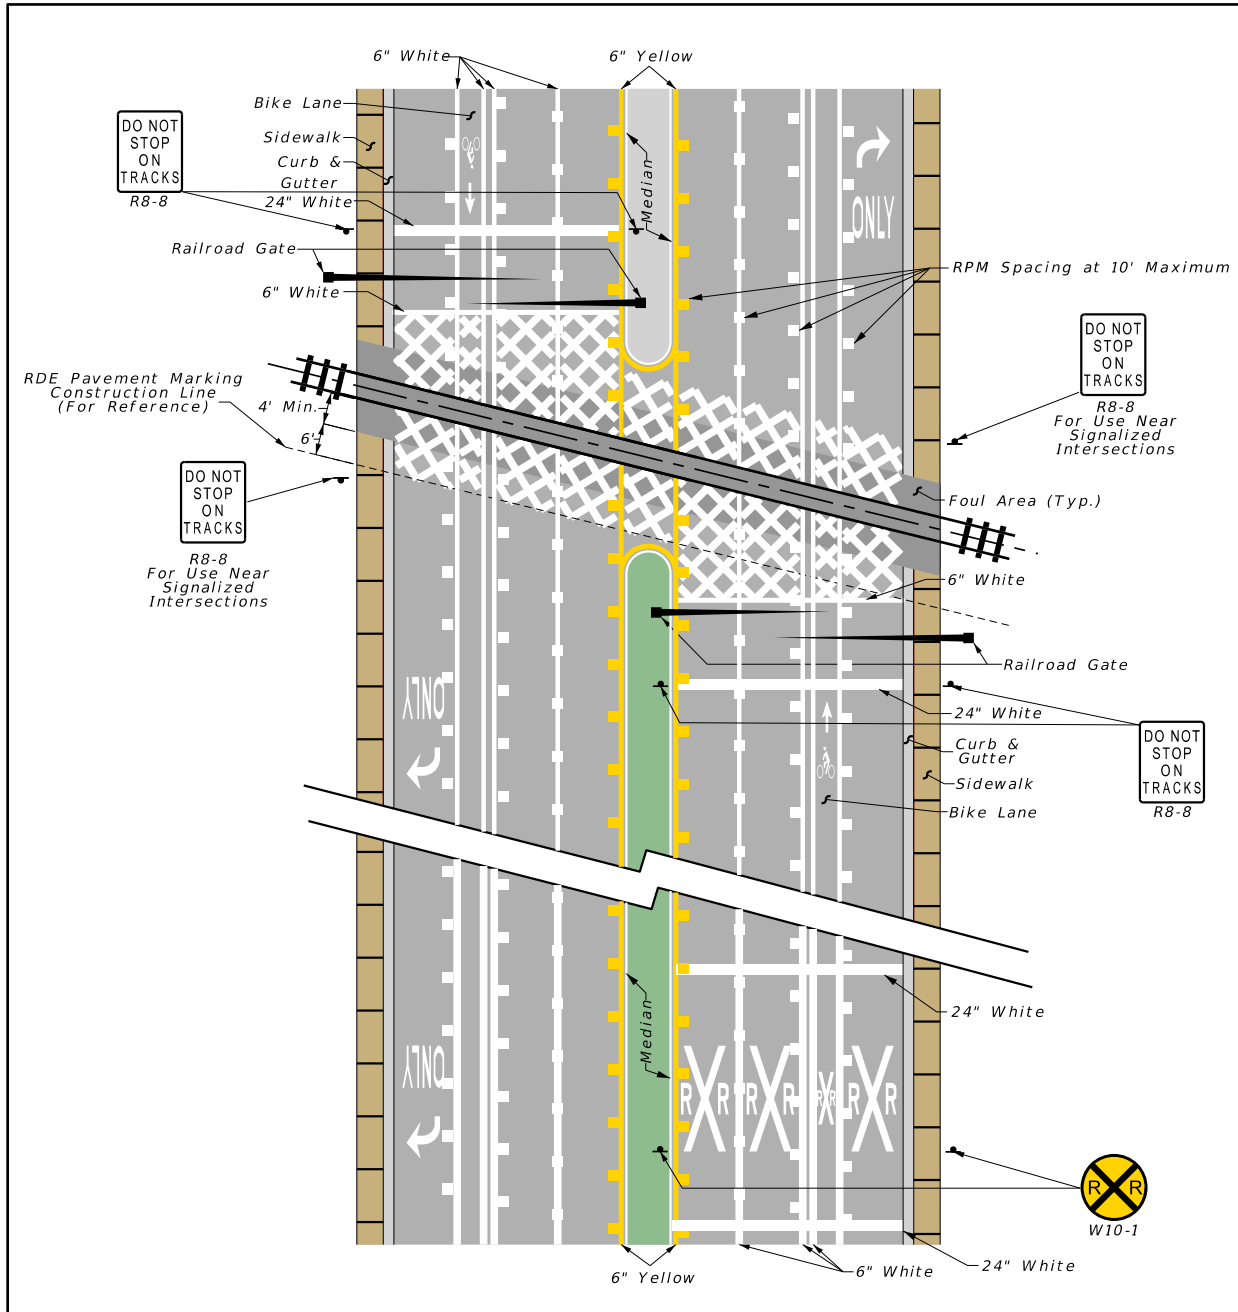 6" White
6" Yellow
Bike Lane
DO NOT
STOP
ON
TRACKS
R8-8
Sidewalk
Curb &
Gutter
24" White
Median
ONLY
Railroad Gate
RPM Spacing at 10' Maximum
6" White
DO NOT
STOP
ON
TRACKS
R8-8
For Use Near
Signalized
Intersections
RDE Pavement Marking
Construction Line
(For Reference)
4' Min.
6'
DO NOT
STOP
ON
TRACKS
R8-8
For Use Near
Signalized
Intersections
Foul Area (Typ.)
6" White
Railroad Gate
ONLY
24" White
DO NOT
STOP
ON
TRACKS
R8-8
Curb &
Gutter
Sidewalk
Bike Lane
24" White
Median
ONLY
R R
R R
R R
R R
R R
W10-1
24" White
6" White
6" Yellow